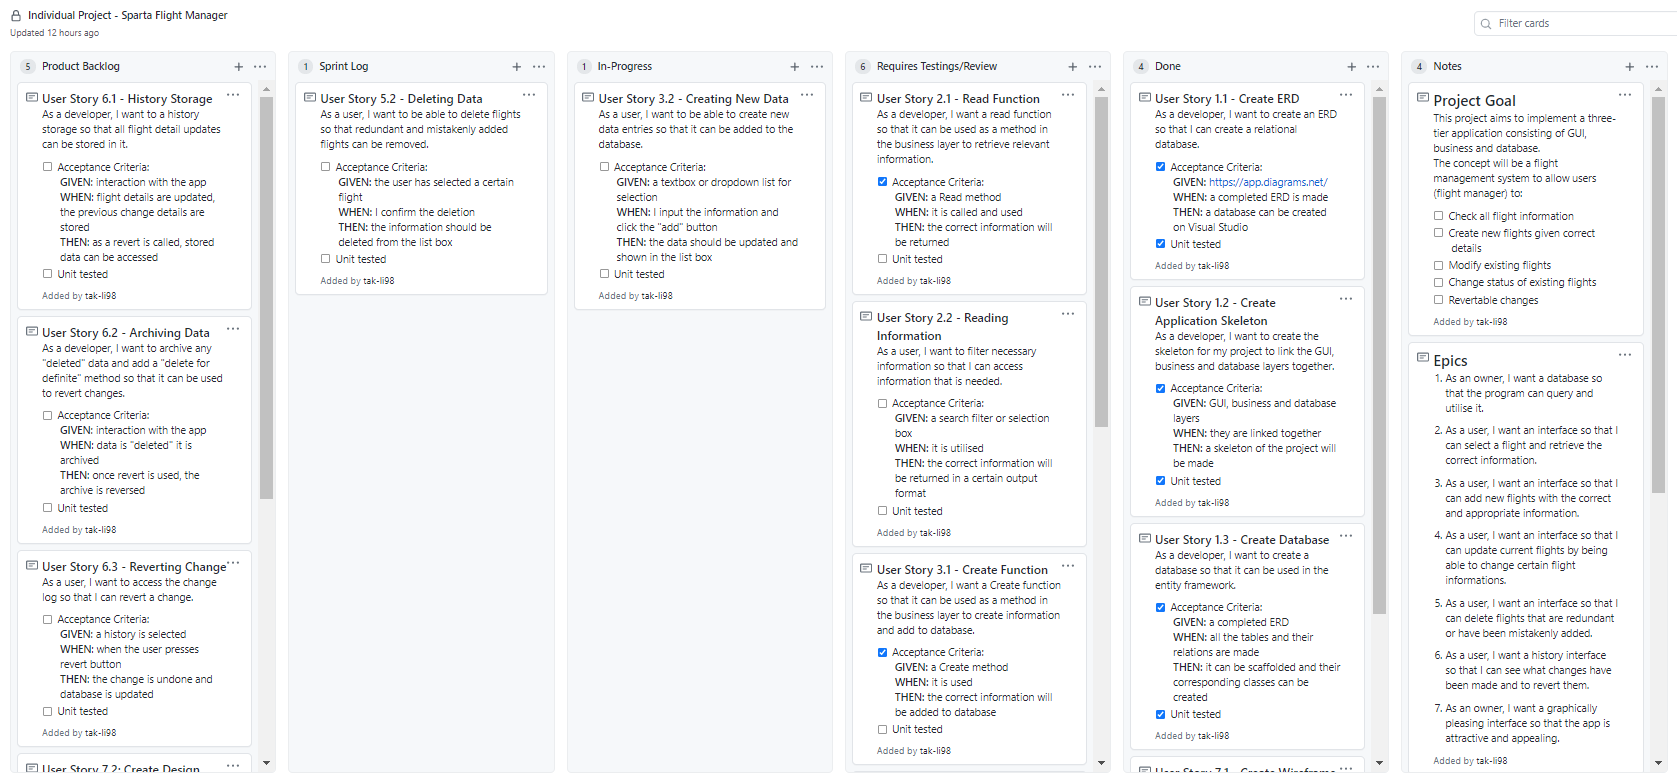 Individual Project - Sparta Flight Manager
Updated 12 hours ago
Filter cards
5 Product Backlog
User Story 6.1 - History Storage
As a developer, I want to a history
storage so that all flight detail updates
can be stored in it.
Acceptance Criteria:
GIVEN: interaction with the app
WHEN: flight details are updated,
the previous change details are
stored
THEN: as a revert is called, stored
data can be accessed
Unit tested
Added by tak-li98
User Story 6.2 - Archiving Data
As a developer, I want to archive any
"deleted" data and add a "delete for
definite" method so that it can be used
to revert changes.
Acceptance Criteria:
GIVEN: interaction with the app
WHEN: data is "deleted" it is
archived
THEN: once revert is used, the
archive is reversed
Unit tested
Added by tak-li98
User Story 6.3 - Reverting Change
As a user, I want to access the change
log so that I can revert a change.
Acceptance Criteria:
GIVEN: a history is selected
WHEN: when the user presses
revert button
THEN: the change is undone and
database is updated
Unit tested
Added by tak-li98
User Story 7.2: Create Design
1 Sprint Log
User Story 5.2 - Deleting Data
As a user, I want to be able to delete flights
so that redundant and mistakenly added
flights can be removed.
Acceptance Criteria:
GIVEN: the user has selected a certain
flight
WHEN: I confirm the deletion
THEN: the information should be
deleted from the list box
Unit tested
Added by tak-li98
1 In-Progress
User Story 3.2 - Creating New Data
As a user, I want to be able to create new
data entries so that it can be added to the
database.
Acceptance Criteria:
GIVEN: a textbox or dropdown list for
selection
WHEN: I input the information and
click the "add" button
THEN: the data should be updated and
shown in the list box
Unit tested
Added by tak-li98
6 Requires Testings/Review
User Story 2.1 - Read Function
As a developer, I want a read function
so that it can be used as a method in
the business layer to retrieve relevant
information.
Acceptance Criteria:
GIVEN: a Read method
WHEN: it is called and used
THEN: the correct information will
be returned
Unit tested
Added by tak-li98
User Story 2.2 - Reading
Information
As a user, I want to filter necessary
information so that I can access
information that is needed.
Acceptance Criteria:
GIVEN: a search filter or selection
box
WHEN: it is utilised
THEN: the correct information will
be returned in a certain output
format
Unit tested
Added by tak-li98
User Story 3.1 - Create Function
As a developer, I want a Create function
so that it can be used as a method in
the business layer to create information
and add to database.
Acceptance Criteria:
GIVEN: a Create method
WHEN: it is used
THEN: the correct information will
be added to database
Unit tested
Added by tak-li98
4 Done
User Story 1.1 - Create ERD
As a developer, I want to create an ERD
so that I can create a relational
database.
Acceptance Criteria:
GIVEN: https://app.diagrams.net/
WHEN: a completed ERD is made
THEN: a database can be created
on Visual Studio
Unit tested
Added by tak-li98
User Story 1.2 - Create
Application Skeleton
As a developer, I want to create the
skeleton for my project to link the GUI,
business and database layers together.
Acceptance Criteria:
GIVEN: GUI, business and database
layers
WHEN: they are linked together
THEN: a skeleton of the project will
be made
Unit tested
Added by tak-li98
User Story 1.3 - Create Database
As a developer, I want to create a
database so that it can be used in the
entity framework.
Acceptance Criteria:
GIVEN: a completed ERD
WHEN: all the tables and their
relations are made
THEN: it can be scaffolded and their
corresponding classes can be
created
Unit tested
Added by tak-li98
User Story 7.1 - Create Wireframe
4 Notes
Project Goal
This project aims to implement a three-
tier application consisting of GUI,
business and database.
The concept will be a flight
management system to allow users
(flight manager) to:
Check all flight information
Create new flights given correct
details
Modify existing flights
Change status of existing flights
Revertable changes
Added by tak-li98
Epics
1. As an owner, I want a database so
that the program can query and
utilise it.
2. As a user, I want an interface so that I
can select a flight and retrieve the
correct information.
3. As a user, I want an interface so that I
can add new flights with the correct
and appropriate information.
4. As a user, I want an interface so that I
can update current flights by being
able to change certain flight
informations.
5. As a user, I want an interface so that I
can delete flights that are redundant
or have been mistakenly added.
6. As a user, I want a history interface
so that I can see what changes have
been made and to revert them.
7. As an owner, I want a graphically
pleasing interface so that the app is
attractive and appealing.
Added by tak-li98